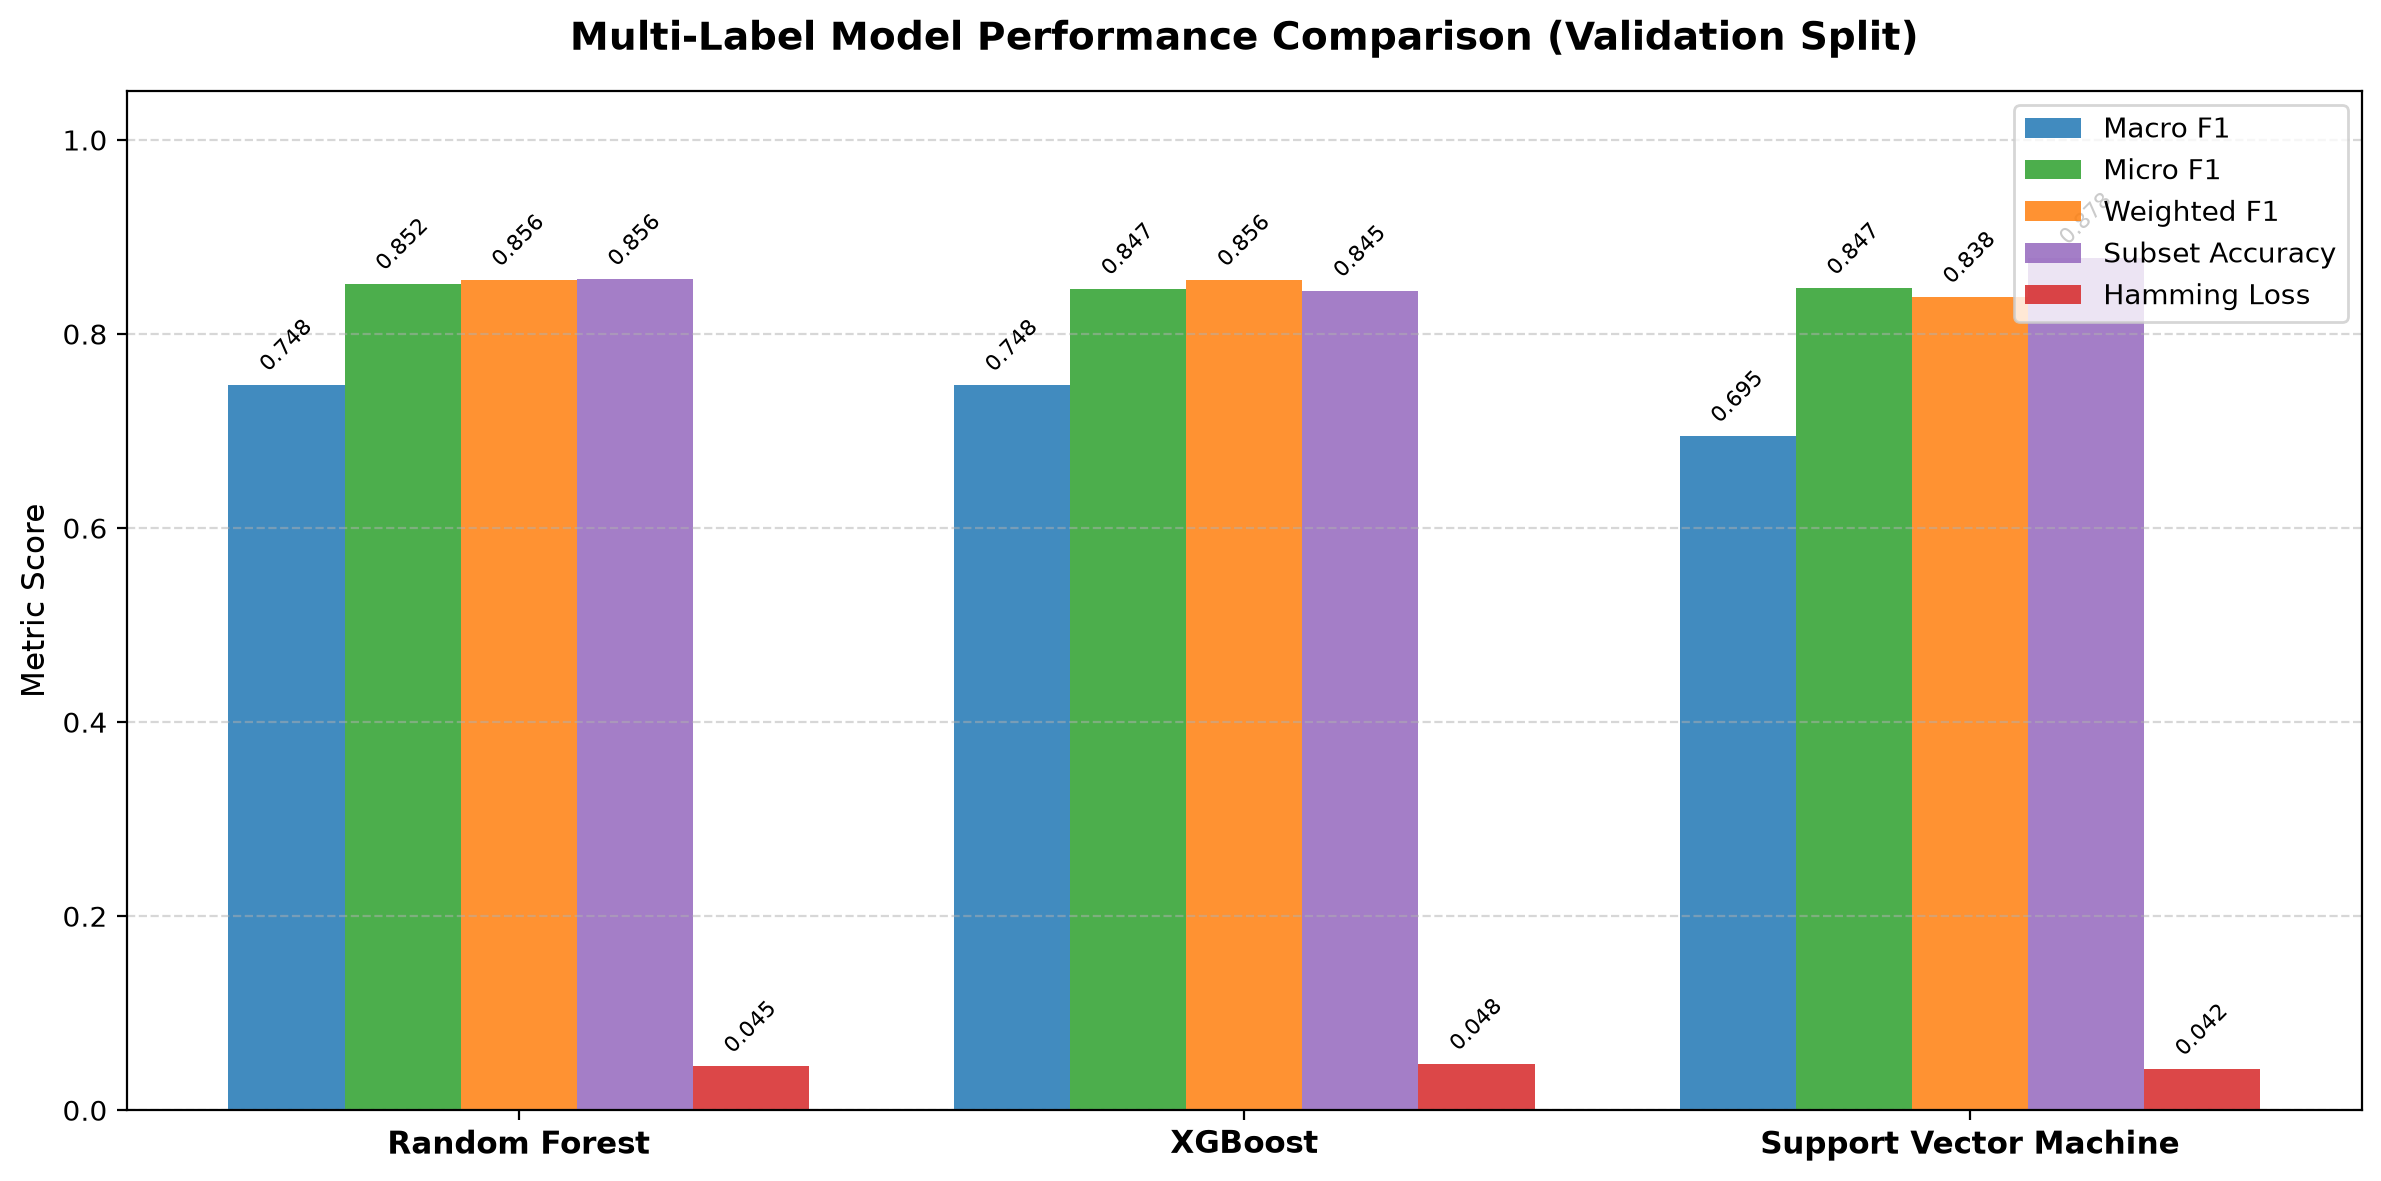 Multi-Label Model Performance Comparison (Validation Split)
Metric Score
1.0
0.8
0.6
0.4
0.2
0.0
Macro F1
Micro F1
Weighted F1
Subset Accuracy
Hamming Loss
0.748
0.852
0.856
0.856
0.045
0.748
0.847
0.856
0.845
0.048
0.695
0.847
0.838
0.878
0.042
Random Forest
XGBoost
Support Vector Machine